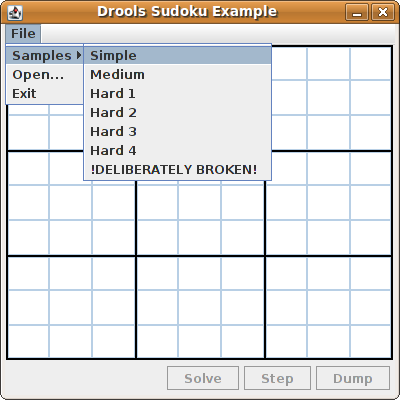 Drools Sudoku Example
File
Samples
Open...
Exit
Simple
Medium
Hard 1
Hard 2
Hard 3
Hard 4
!DELIBERATELY BROKEN!
Solve Step Dump